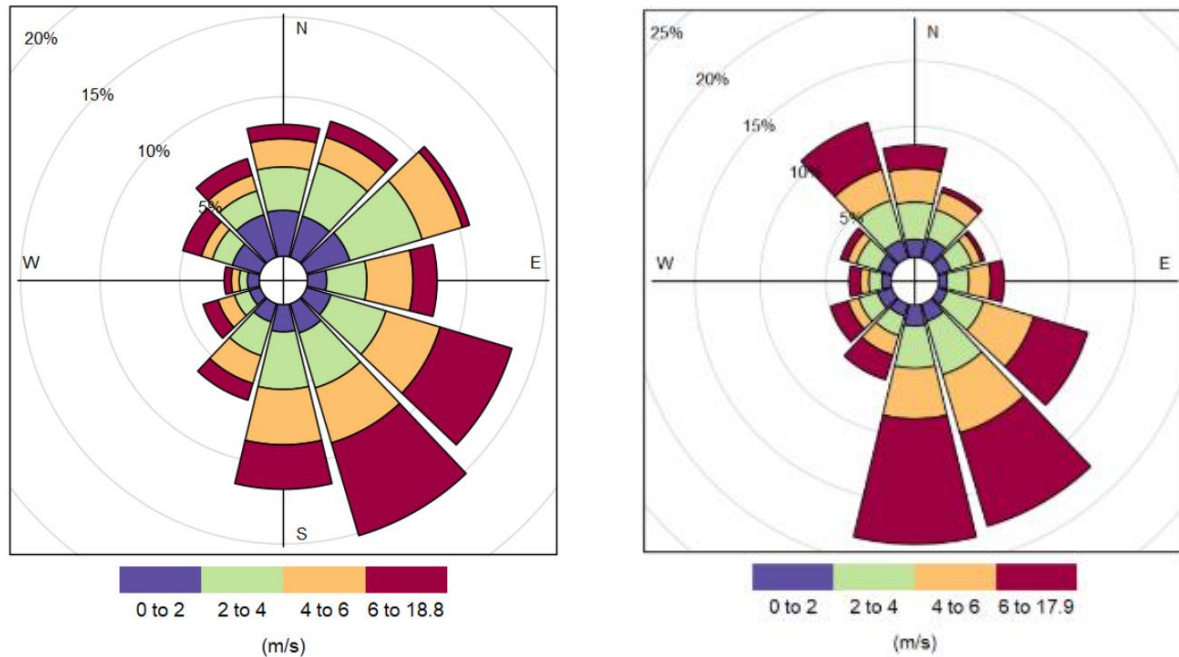 20%
N
15%
10%
5%
W
E
S
0 to 2 2 to 4 4 to 6 6 to 18.8
(m/s)
25%
N
20%
15%
10%
5%
W
E
0 to 2 2 to 4 4 to 6 6 to 17.9
(m/s)